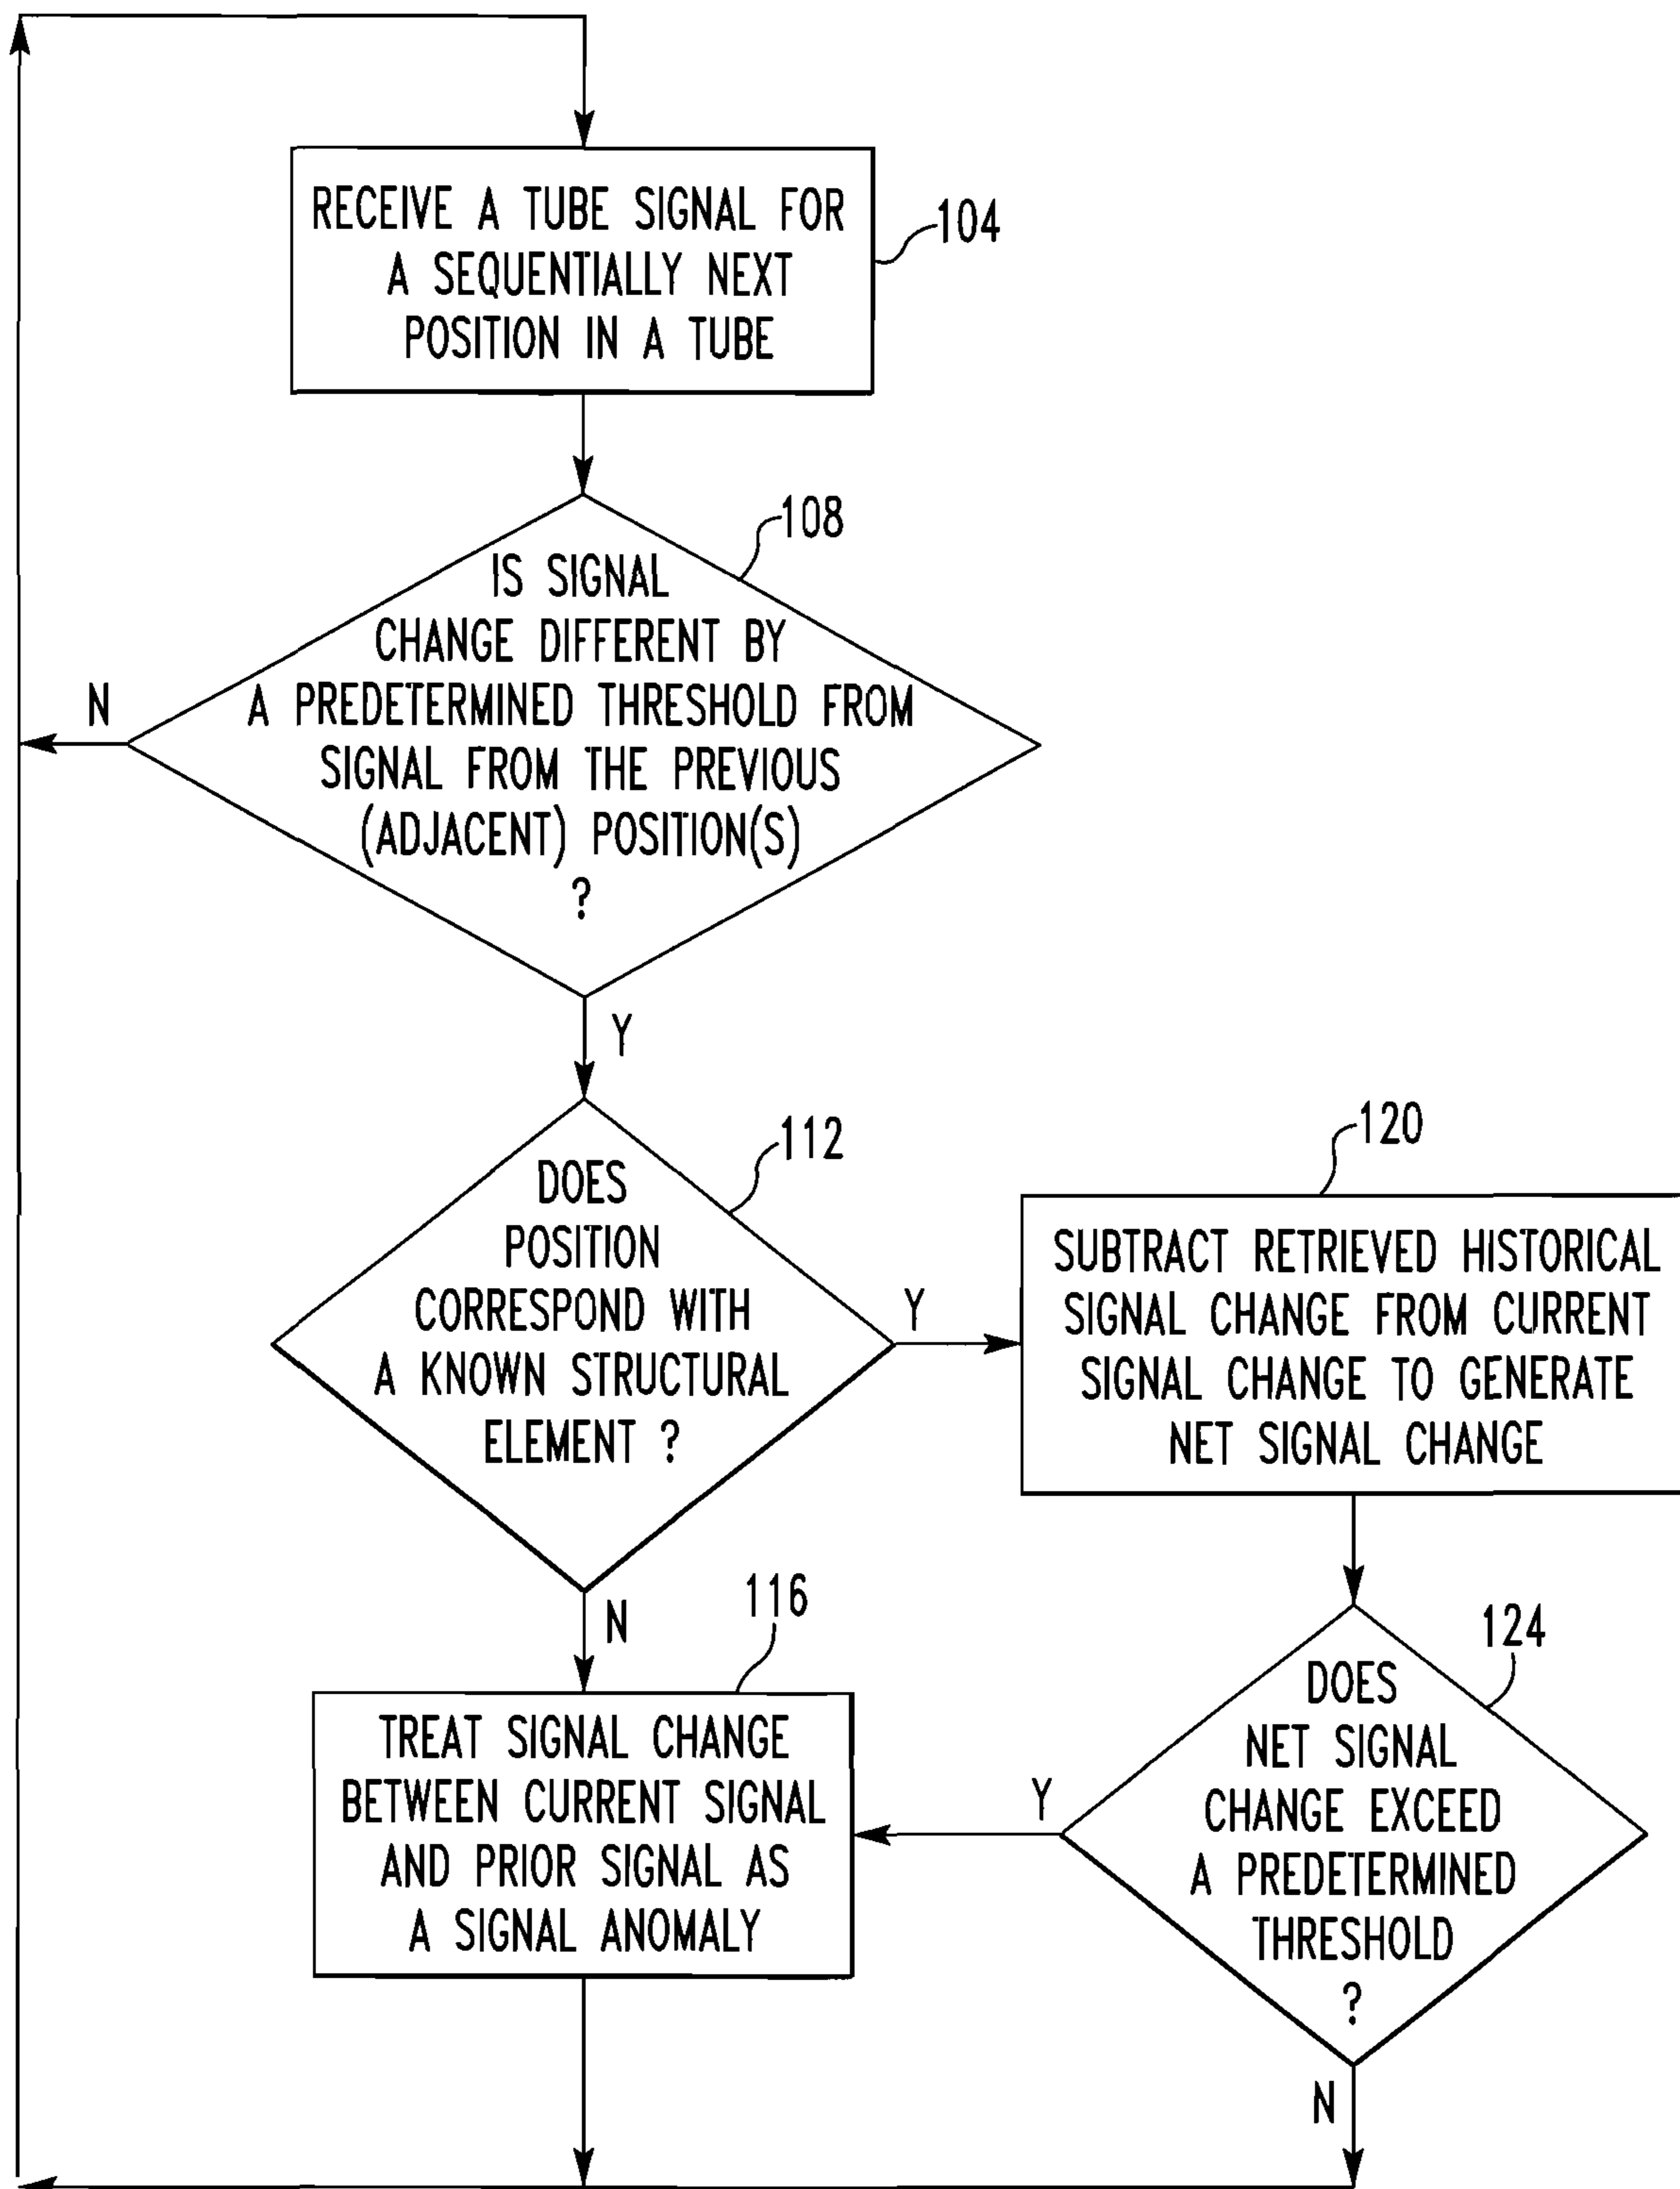 RECEIVE A TUBE SIGNAL FOR
A SEQUENTIALLY NEXT
POSITION IN A TUBE
104
108
IS SIGNAL
CHANGE DIFFERENT BY
A PREDETERMINED THRESHOLD FROM
SIGNAL FROM THE PREVIOUS
(ADJACENT) POSITION(S)
?
N
Y
112
DOES
POSITION
CORRESPOND WITH
A KNOWN STRUCTURAL
ELEMENT ?
Y
N
120
SUBTRACT RETRIEVED HISTORICAL
SIGNAL CHANGE FROM CURRENT
SIGNAL CHANGE TO GENERATE
NET SIGNAL CHANGE
116
TREAT SIGNAL CHANGE
BETWEEN CURRENT SIGNAL
AND PRIOR SIGNAL AS
A SIGNAL ANOMALY
124
DOES
NET SIGNAL
CHANGE EXCEED
A PREDETERMINED
THRESHOLD
?
Y
N